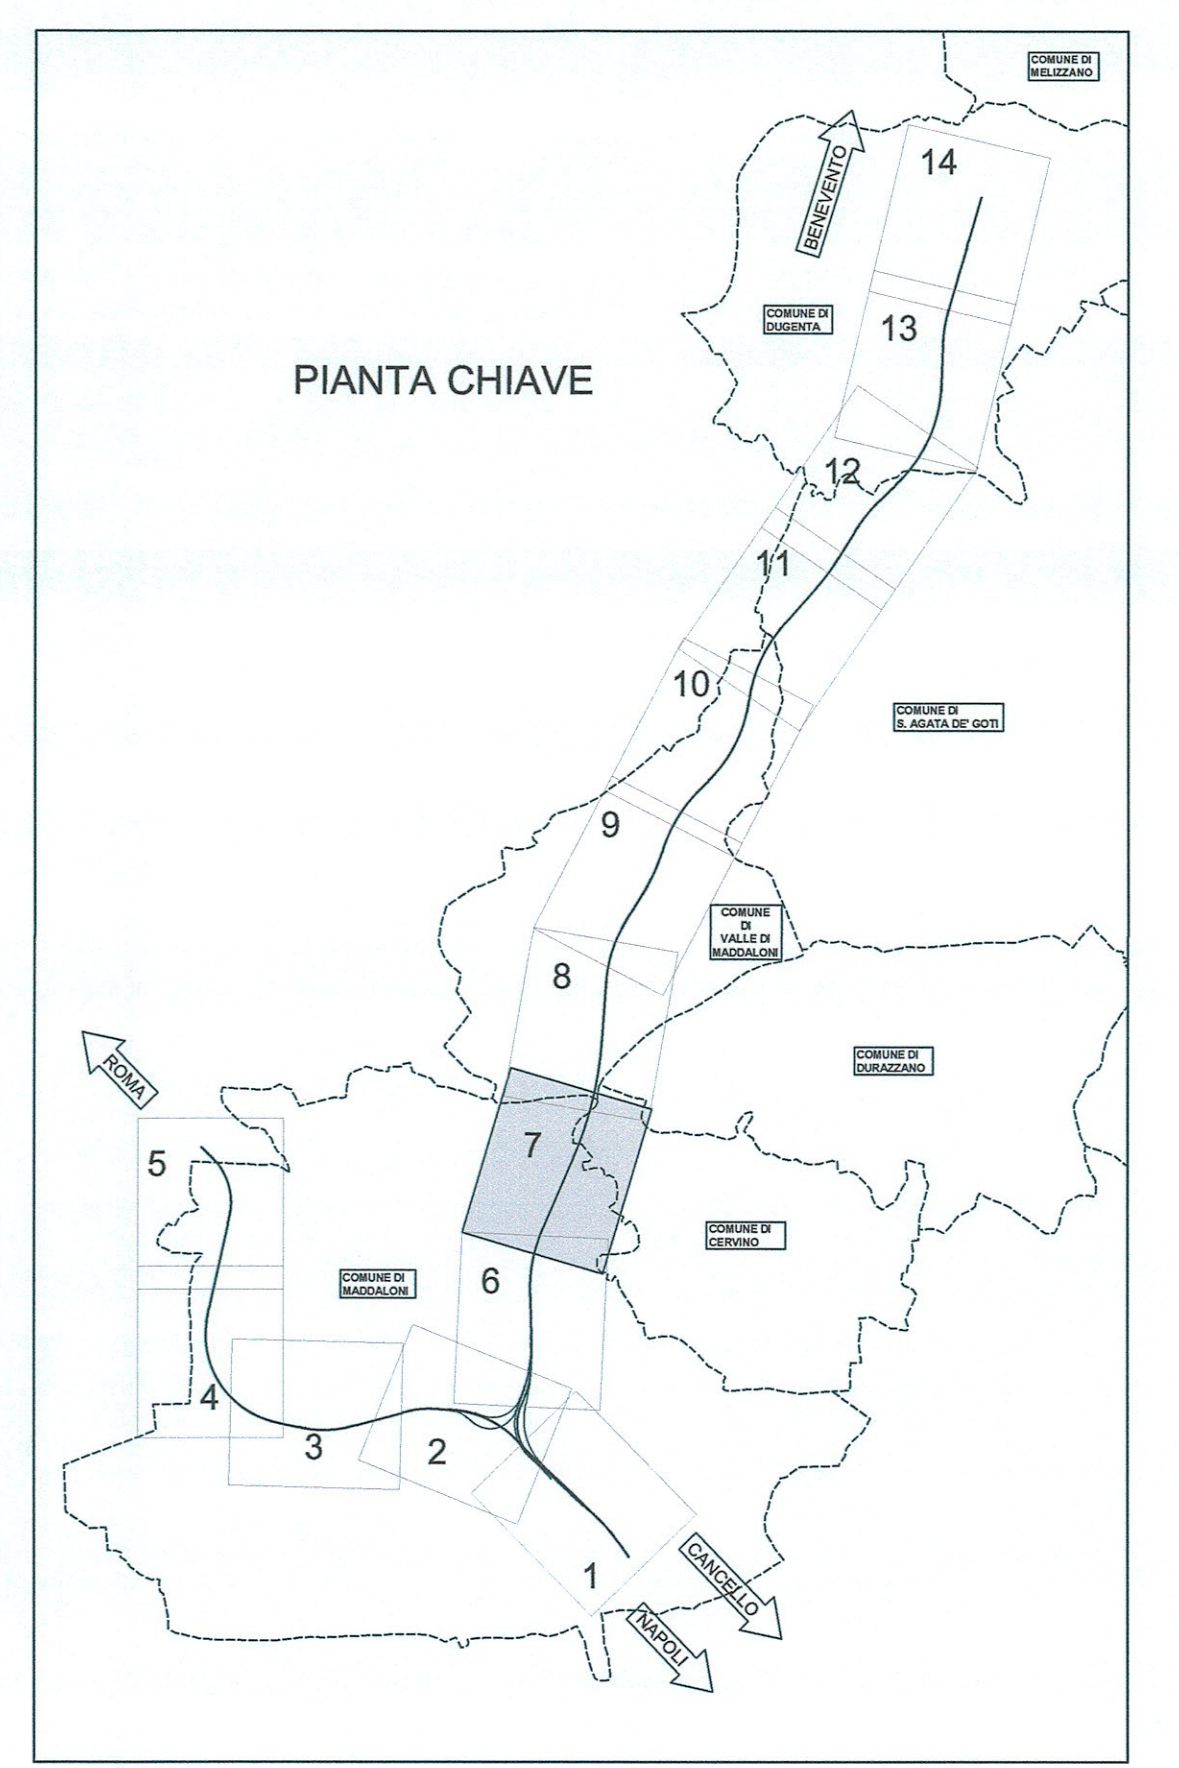 COMUNE DI
MELIZZANO
14
BENEVENTO
COMUNE DI
DUGENTA
13
PIANTA CHIAVE
12
11
10
COMUNE DI
S. AGATA DE' GOTI
9
COMUNE
DI
VALLE DI
MADDALONI
8
ROMA
COMUNE DI
DURAZZANO
7
5
COMUNE DI
CERVINO
6
COMUNE DI
MADDALONI
4
3
2
1
CANCELLO
NAPOLI